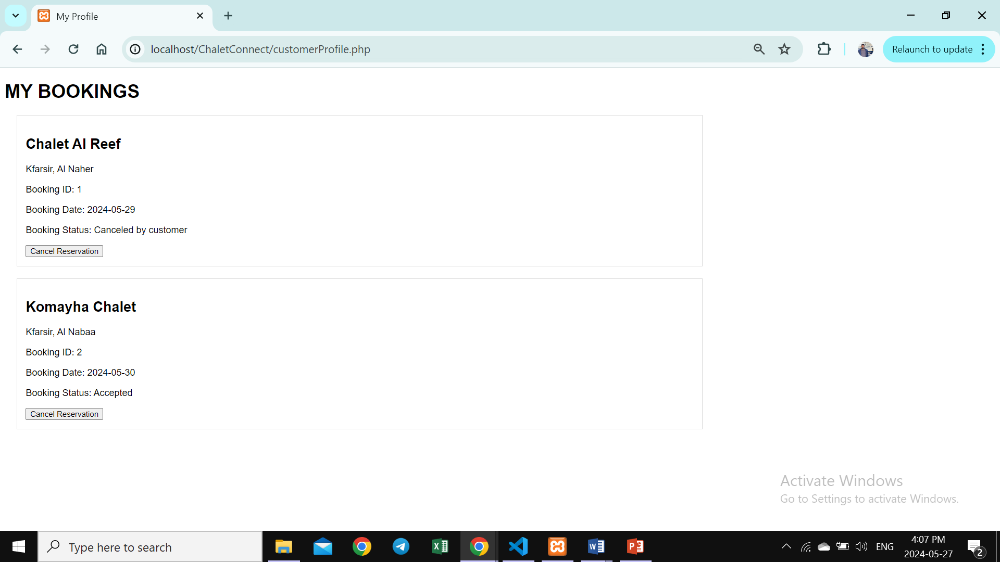 My Profile
localhost/ChaletConnect/customerProfile.php
Relaunch to update
MY BOOKINGS
Chalet Al Reef
Kfarsir, Al Naher
Booking ID: 1
Booking Date: 2024-05-29
Booking Status: Canceled by customer
Cancel Reservation
Komayha Chalet
Kfarsir, Al Nabaa
Booking ID: 2
Booking Date: 2024-05-30
Booking Status: Accepted
Cancel Reservation
Activate Windows
Go to Settings to activate Windows.
Type here to search
ENG
4:07 PM
2024-05-27
2